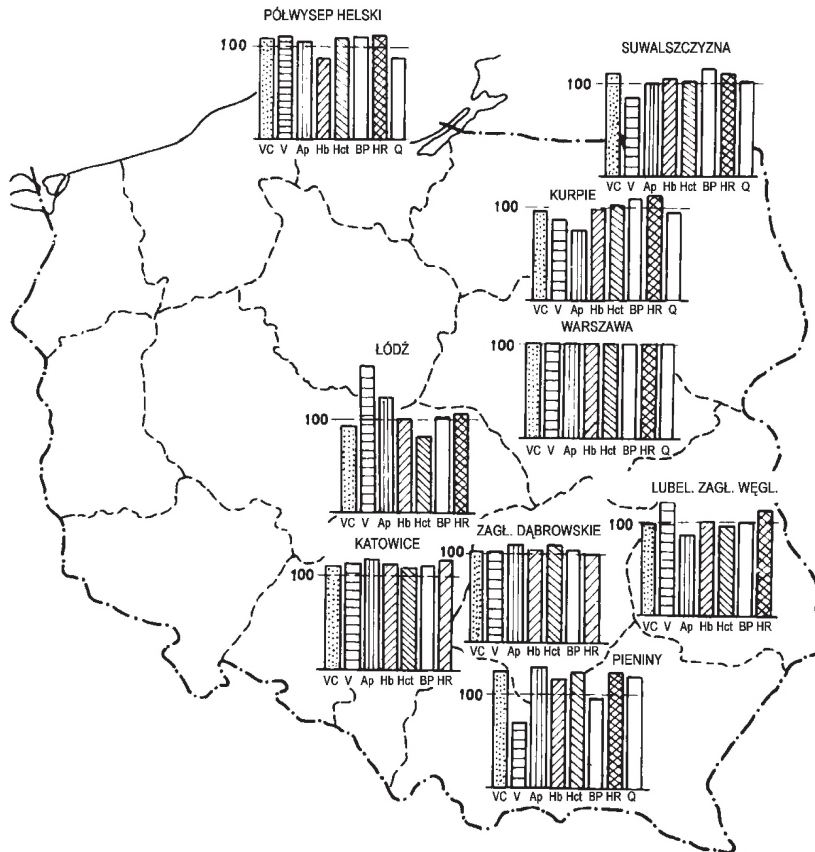 PÓŁWYSEP HELSKI
100
VC V Ap Hb Hct BP HR Q
SUWALSZCZYZNA
100
VC V Ap Hb Hct BP HR Q
KURPIE
100
VC V Ap Hb Hct BP HR Q
WARSZAWA
100
VC V Ap Hb Hct BP HR Q
ŁÓDŹ
100
VC V Ap Hb Hct BP HR
LUBEL. ZAGŁ. WĘGL.
100
VC V Ap Hb Hct BP HR
ZAGŁ. DĄBROWSKIE
100
VC V Ap Hb Hct BP HR
KATOWICE
100
VC V Ap Hb Hct BP HR
PIENINY
100
VC V Ap Hb Hct BP HR Q